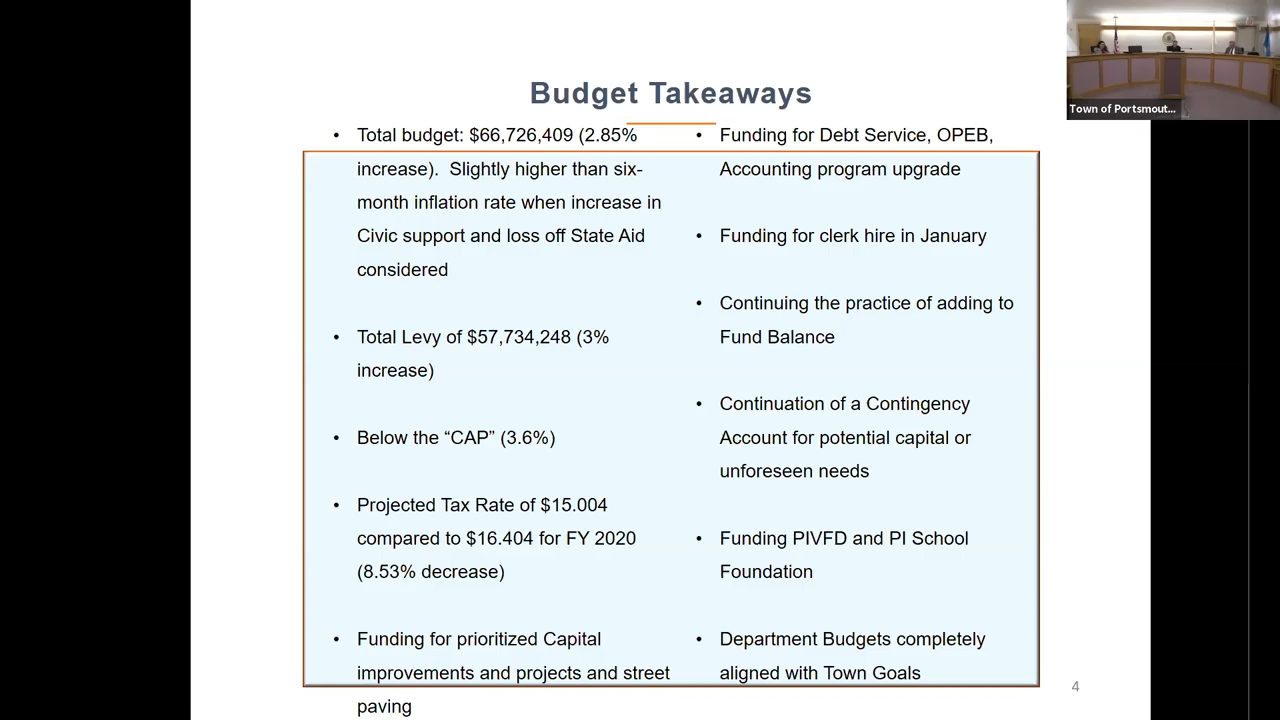 Budget Takeaways
• Total budget: $66,726,409 (2.85%
increase).  Slightly higher than six-
month inflation rate when increase in
Civic support and loss off State Aid
considered
• Total Levy of $57,734,248 (3%
increase)
• Below the “CAP” (3.6%)
• Projected Tax Rate of $15.004
compared to $16.404 for FY 2020
(8.53% decrease)
• Funding for prioritized Capital
improvements and projects and street
paving
• Funding for Debt Service, OPEB,
Accounting program upgrade
• Funding for clerk hire in January
• Continuing the practice of adding to
Fund Balance
• Continuation of a Contingency
Account for potential capital or
unforeseen needs
• Funding PIVFD and PI School
Foundation
• Department Budgets completely
aligned with Town Goals
4
Town of Portsmout...